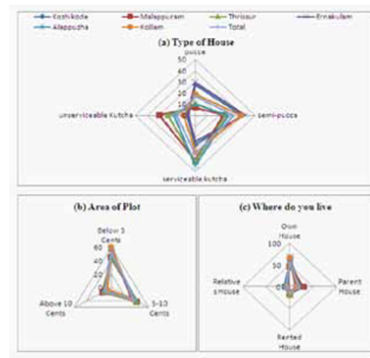 Kozhikode Malappuram Thrissur Ernakulam
Alappuzha Kollam Total
(a) Type of House
pucca
50
40
30
20
10
0
semi-pucca
serviceable kutcha
unserviceable Kutcha
(b) Area of Plot
Below 5
Cents
60
40
20
0
5-10
Cents
Above 10
Cents
(c) Where do you live
Own
House
100
50
0
Parent
House
Rented
House
Relative
s House